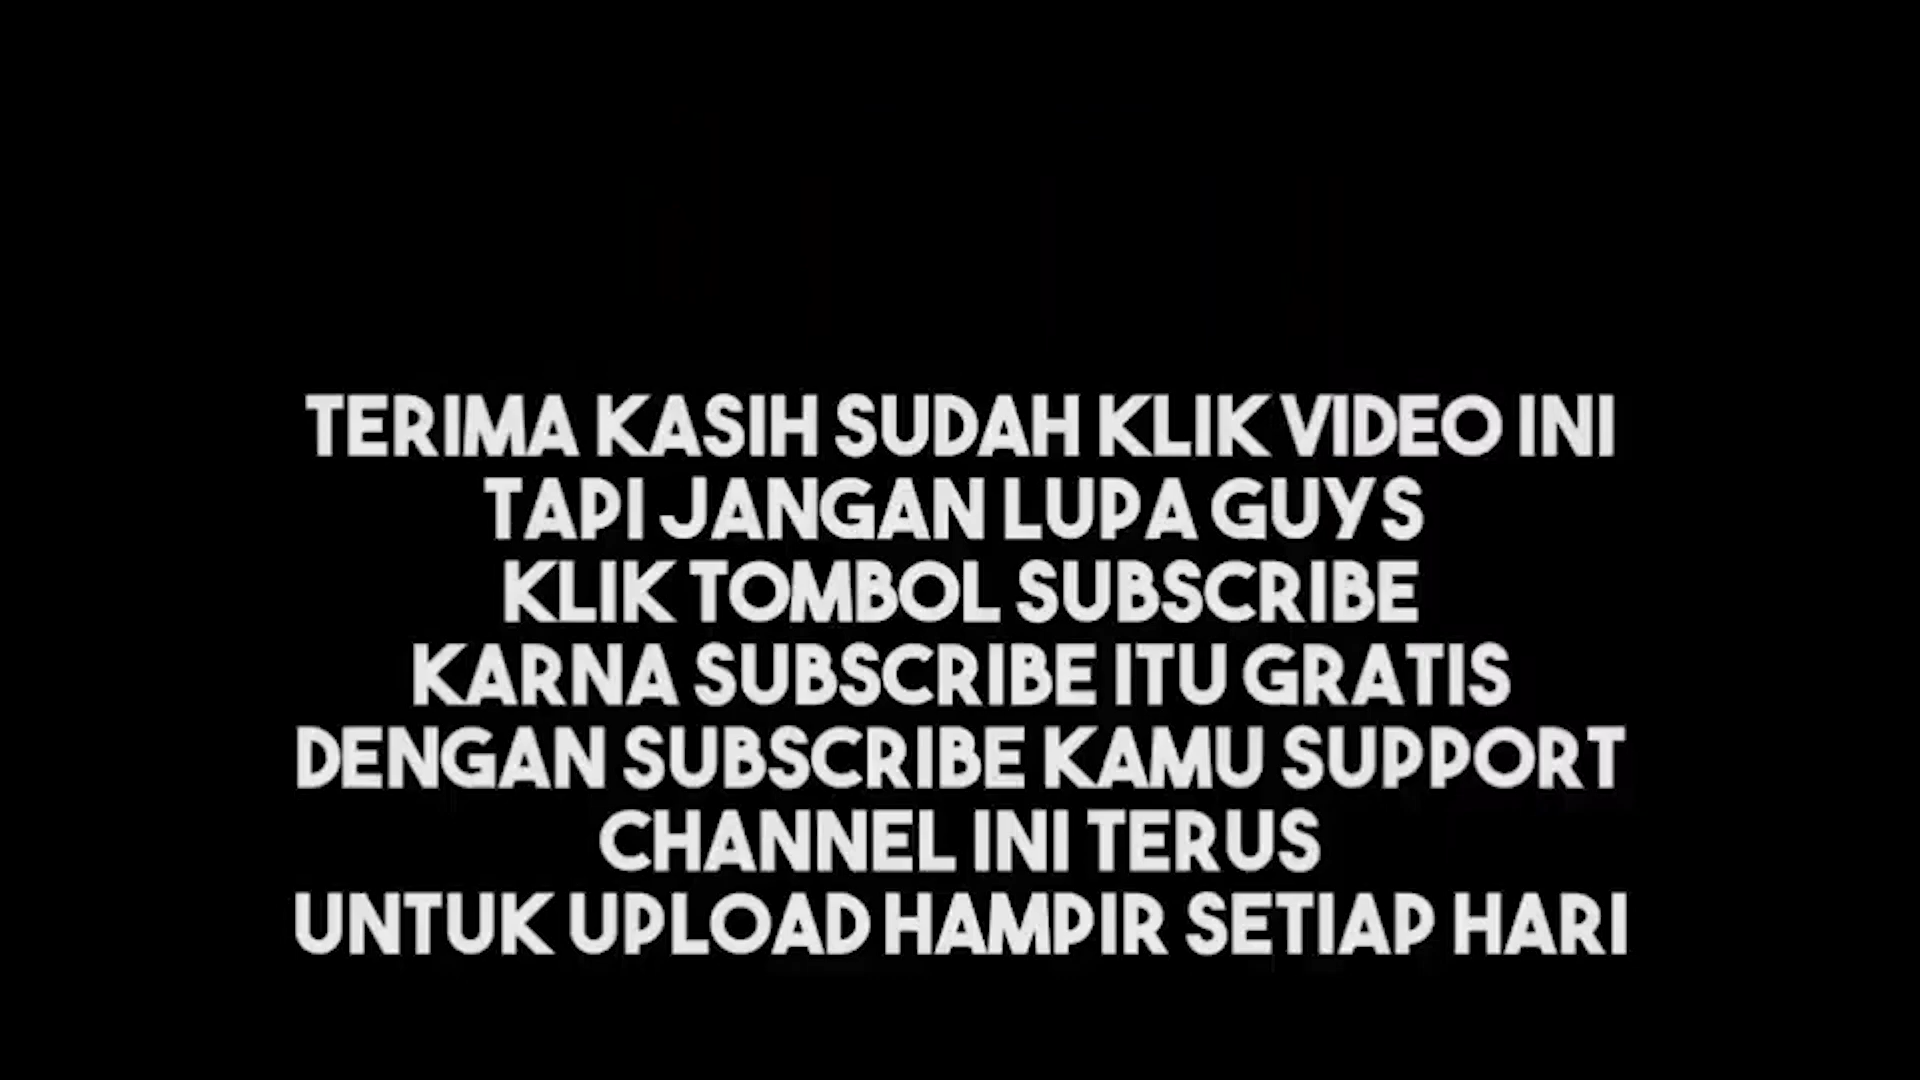 TERIMA KASIH SUDAH KLIK VIDEO INI
TAPI JANGAN LUPA GUYS
KLIK TOMBOL SUBSCRIBE
KARNA SUBSCRIBE ITU GRATIS
DENGAN SUBSCRIBE KAMU SUPPORT
CHANNEL INI TERUS
UNTUK UPLOAD HAMPIR SETIAP HARI